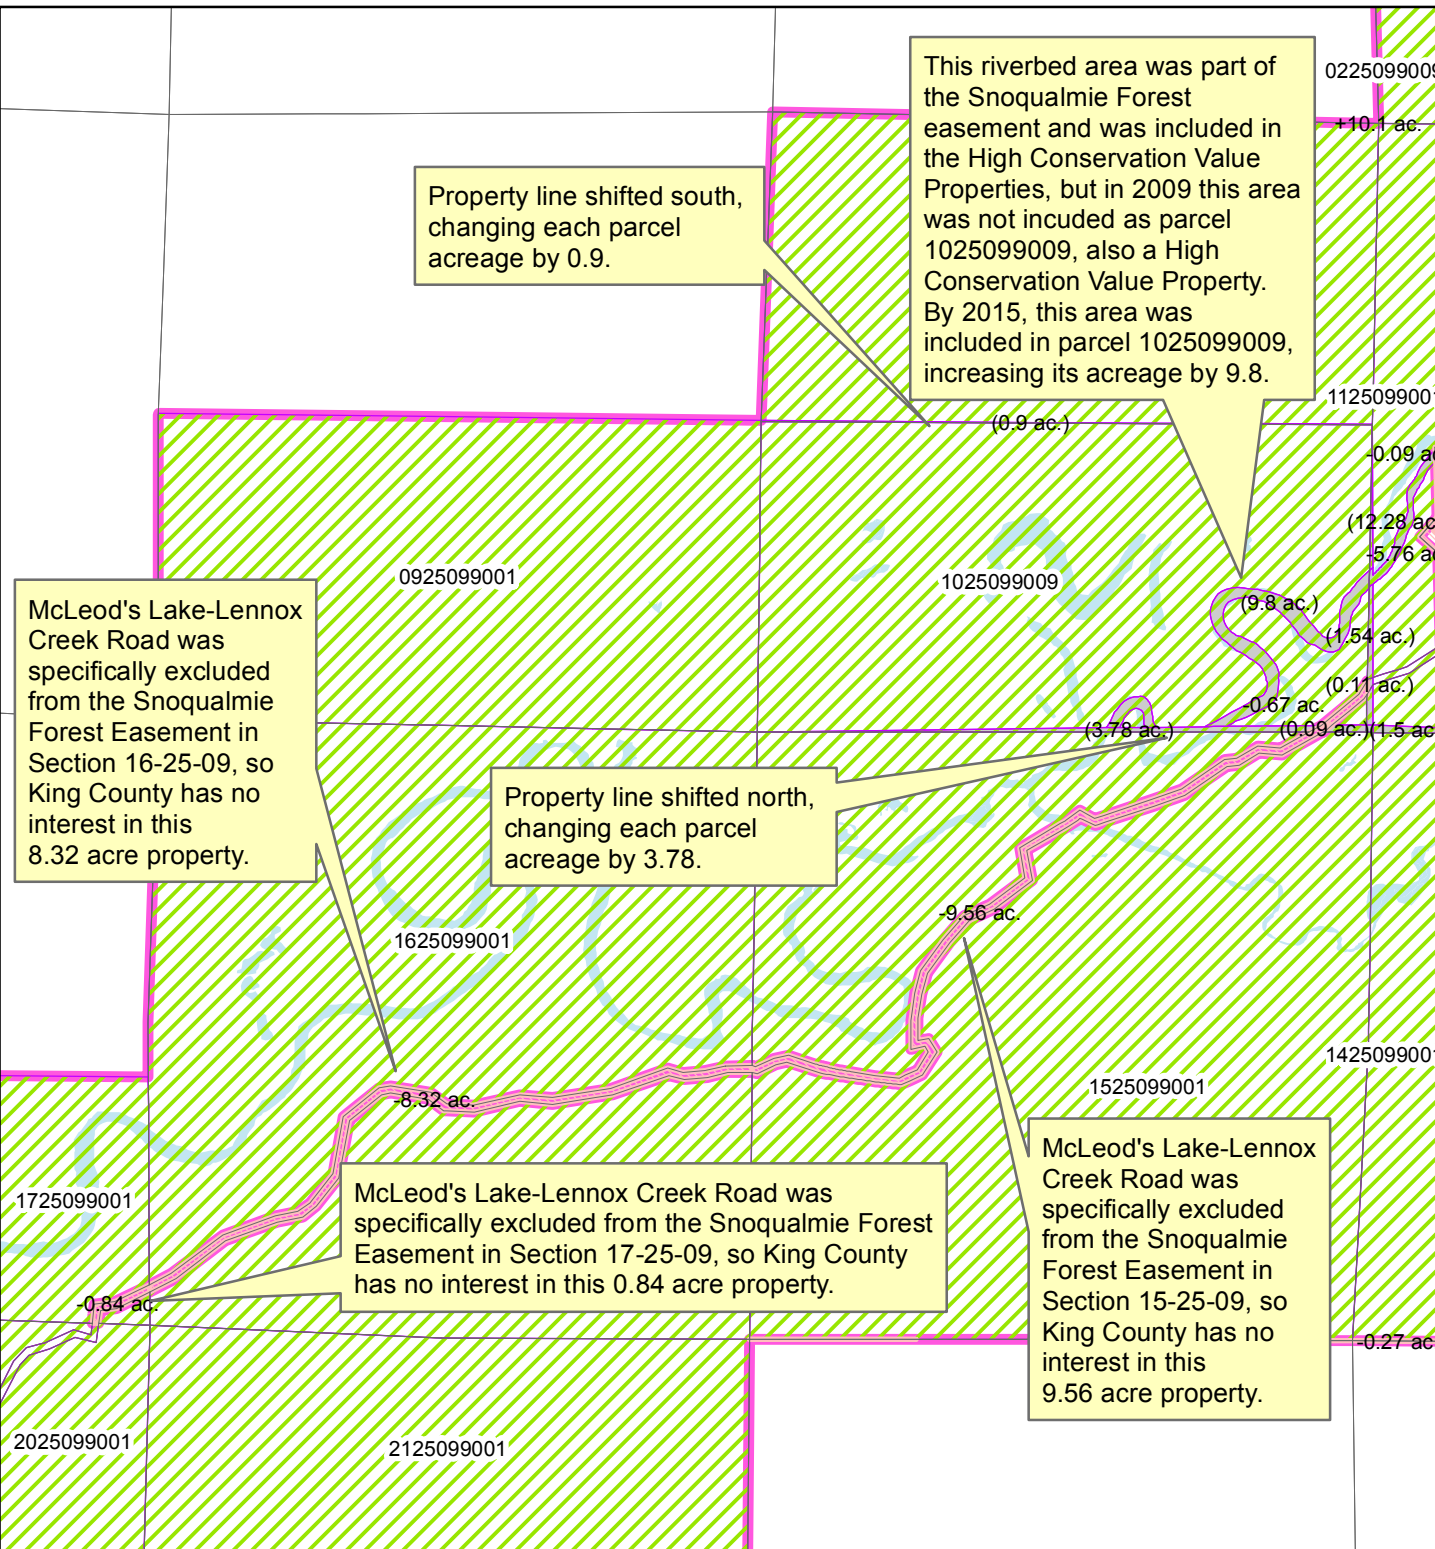 This riverbed area was part of
the Snoqualmie Forest
easement and was included in
the High Conservation Value
Properties, but in 2009 this area
was not incuded as parcel
1025099009, also a High
Conservation Value Property.
By 2015, this area was
included in parcel 1025099009,
increasing its acreage by 9.8.
0225099009
+10.1 ac.
Property line shifted south,
changing each parcel
acreage by 0.9.
1125099001
(0.9 ac.)
-0.09 ac
(12.28 ac
-5.76 a
0925099001
1025099009
(9.8 ac.)
(1.54 ac.)
(0.11 ac.)
-0.67 ac.
(3.78 ac.)
(0.09 ac.)
(1.5 ac
McLeod's Lake-Lennox
Creek Road was
specifically excluded
from the Snoqualmie
Forest Easement in
Section 16-25-09, so
King County has no
interest in this
8.32 acre property.
Property line shifted north,
changing each parcel
acreage by 3.78.
-9.56 ac.
1625099001
1425099001
1525099001
-8.32 ac.
McLeod's Lake-Lennox
Creek Road was
specifically excluded
from the Snoqualmie
Forest Easement in
Section 15-25-09, so
King County has no
interest in this
9.56 acre property.
1725099001
McLeod's Lake-Lennox Creek Road was
specifically excluded from the Snoqualmie Forest
Easement in Section 17-25-09, so King County
has no interest in this 0.84 acre property.
-0.84 ac.
-0.27 ac
2025099001
2125099001